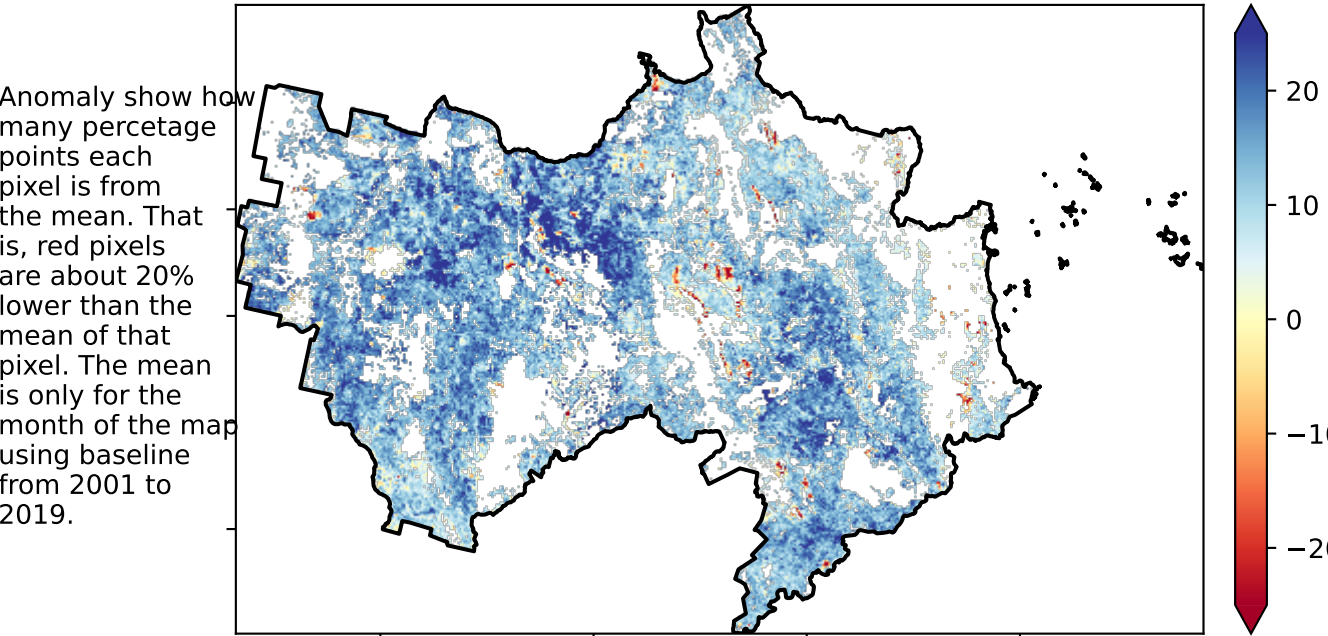 Anomaly show how
many percetage
points each
pixel is from
the mean. That
is, red pixels
are about 20%
lower than the
mean of that
pixel. The mean
is only for the
month of the map
using baseline
from 2001 to
2019.
20
10
0
−10
−20